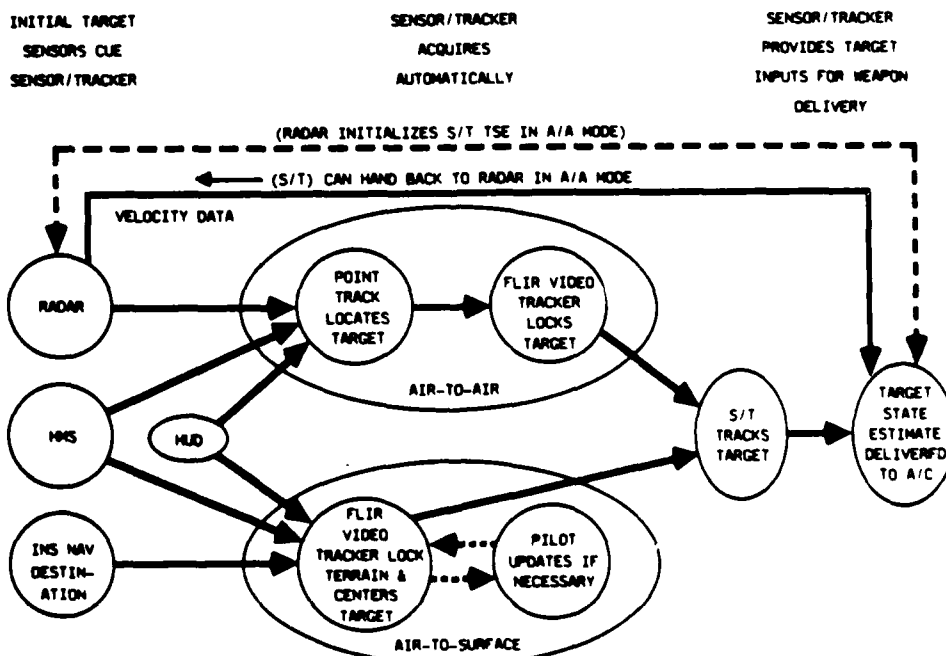 INITIAL TARGET
SENSORS CUE
SENSOR/TRACKER
SENSOR/TRACKER
ACQUIRES
AUTOMATICALLY
SENSOR/TRACKER
PROVIDES TARGET
INPUTS FOR WEAPON
DELIVERY
(RADAR INITIALIZES S/T TSE IN A/A MODE)
(S/T) CAN HAND BACK TO RADAR IN A/A MODE
VELOCITY DATA
RADAR
POINT
TRACK
LOCATES
TARGET
FLIR VIDEO
TRACKER
LOCKS
TARGET
AIR-TO-AIR
HMS
HUD
S/T
TRACKS
TARGET
TARGET
STATE
ESTIMATE
DELIVERFD
TO A/C
INS NAV
DESTIN-
ATION
FLIR
VIDEO
TRACKER LOCK
TERRAIN &
CENTERS
TARGET
PILOT
UPDATES IF
NECESSARY
AIR-TO-SURFACE